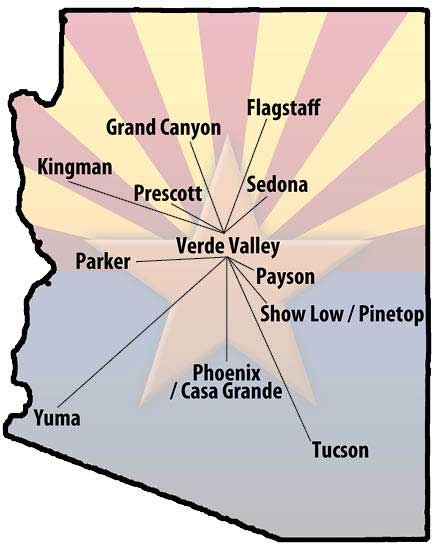 Flagstaff
Grand Canyon
Kingman
Prescott
Sedona
Verde Valley
Parker
Payson
Show Low / Pinetop
Phoenix
/ Casa Grande
Yuma
Tucson